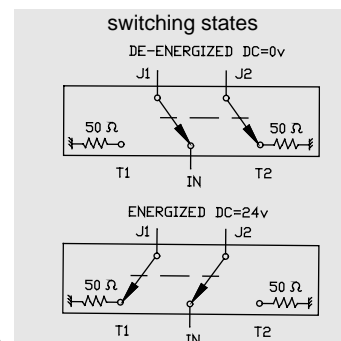 switching states
DE-ENERGIZED DC=0v
J1 J2
50 Ω 50 Ω
T1 IN T2
ENERGIZED DC=24v
J1 J2
50 Ω 50 Ω
T1 IN T2